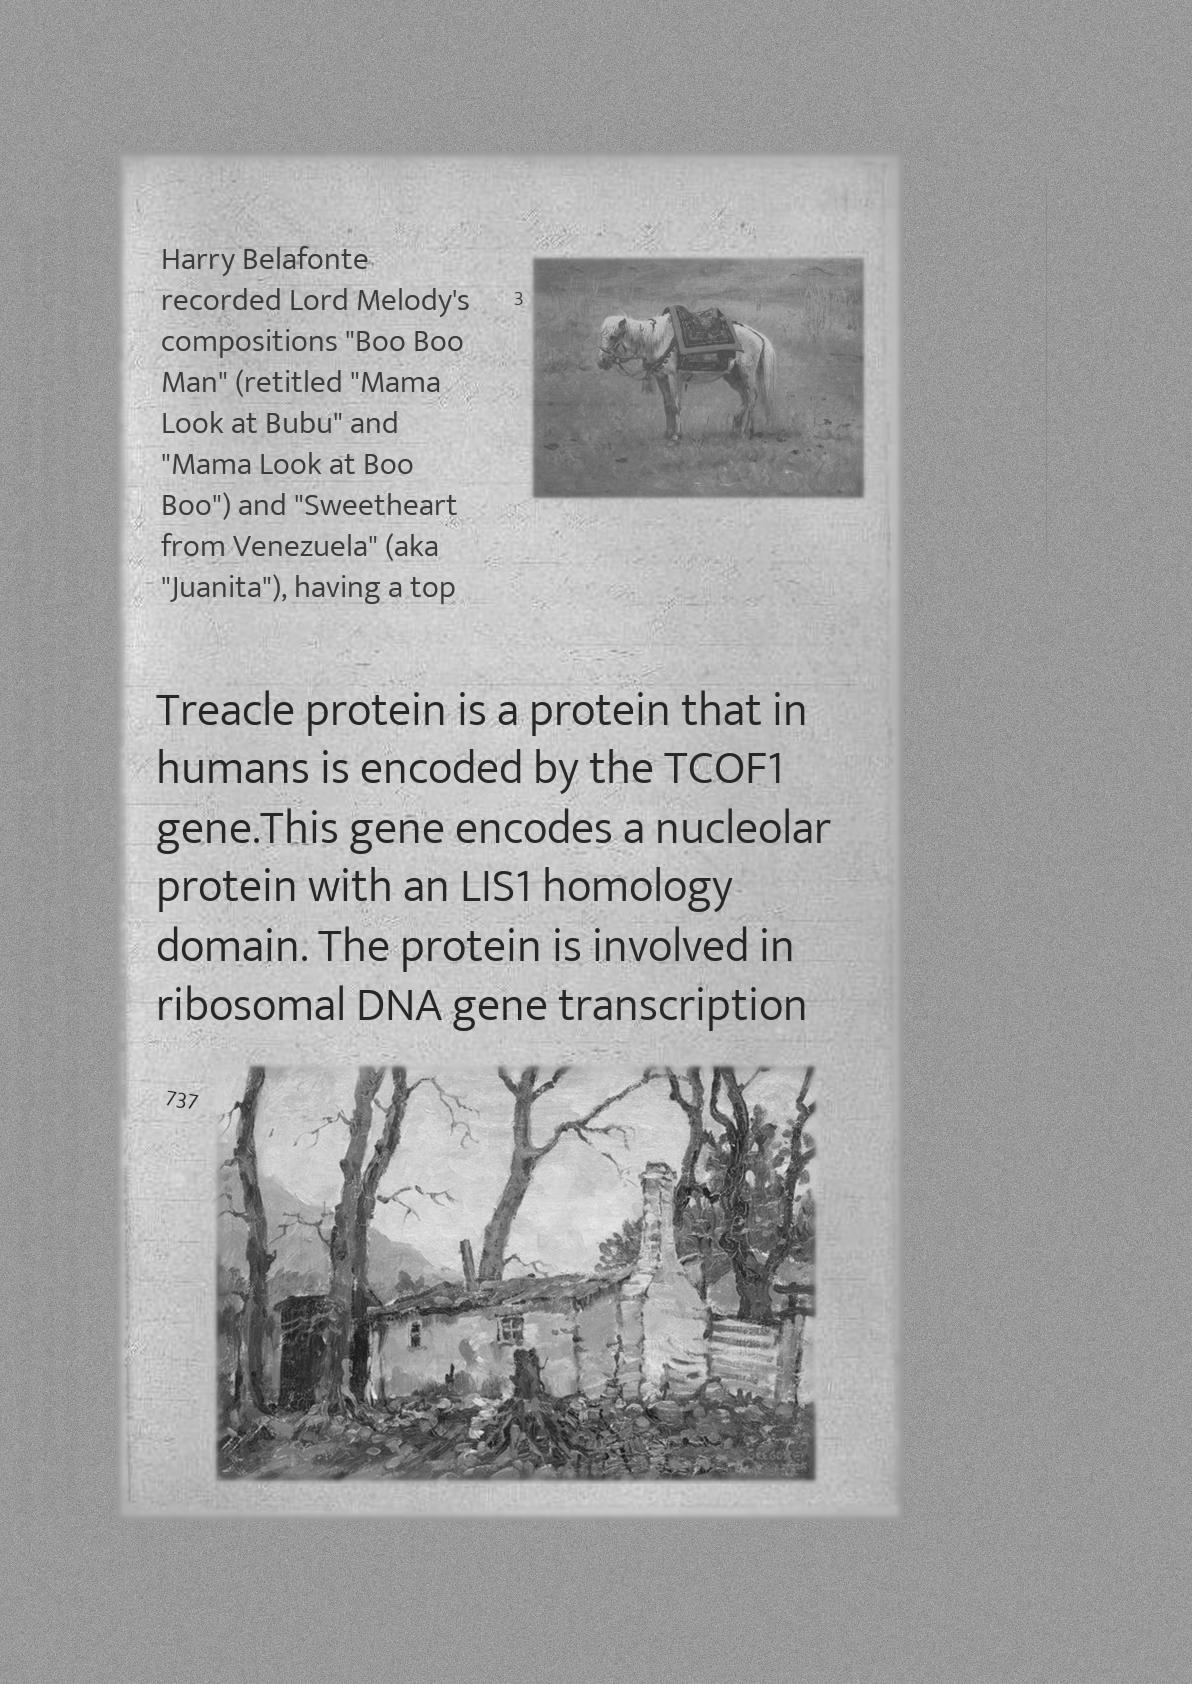 Harry Belafonte
recorded Lord Melody's
compositions "Boo Boo
Man" (retitled "Mama
Look at Bubu" and
"Mama Look at Boo
Boo") and "Sweetheart
from Venezuela" (aka
"Juanita"), having a top
3
Treacle protein is a protein that in
humans is encoded by the TCOF1
gene.This gene encodes a nucleolar
protein with an LIS1 homology
domain. The protein is involved in
ribosomal DNA gene transcription
737